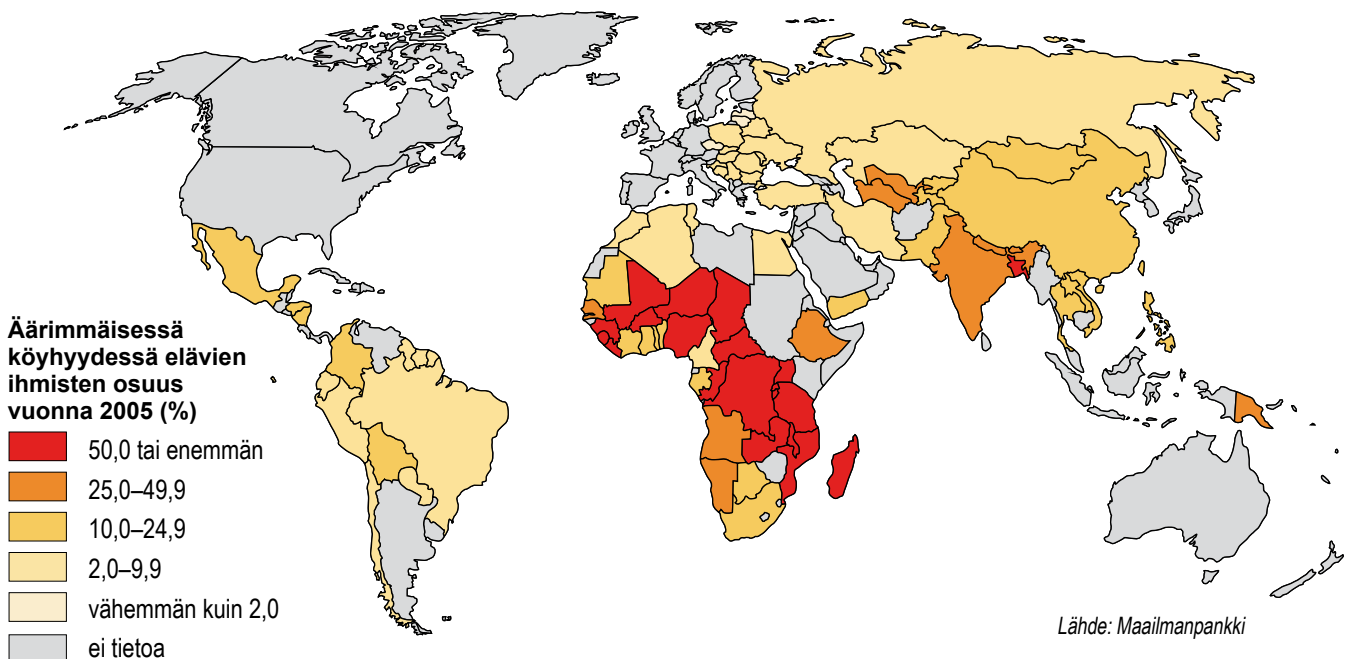 Äärimmäisessä
köyhyydessä elävien
ihmisten osuus
vuonna 2005 (%)
50,0 tai enemmän
25,0–49,9
10,0–24,9
2,0–9,9
vähemmän kuin 2,0
ei tietoa
Lähde: Maailmanpankki